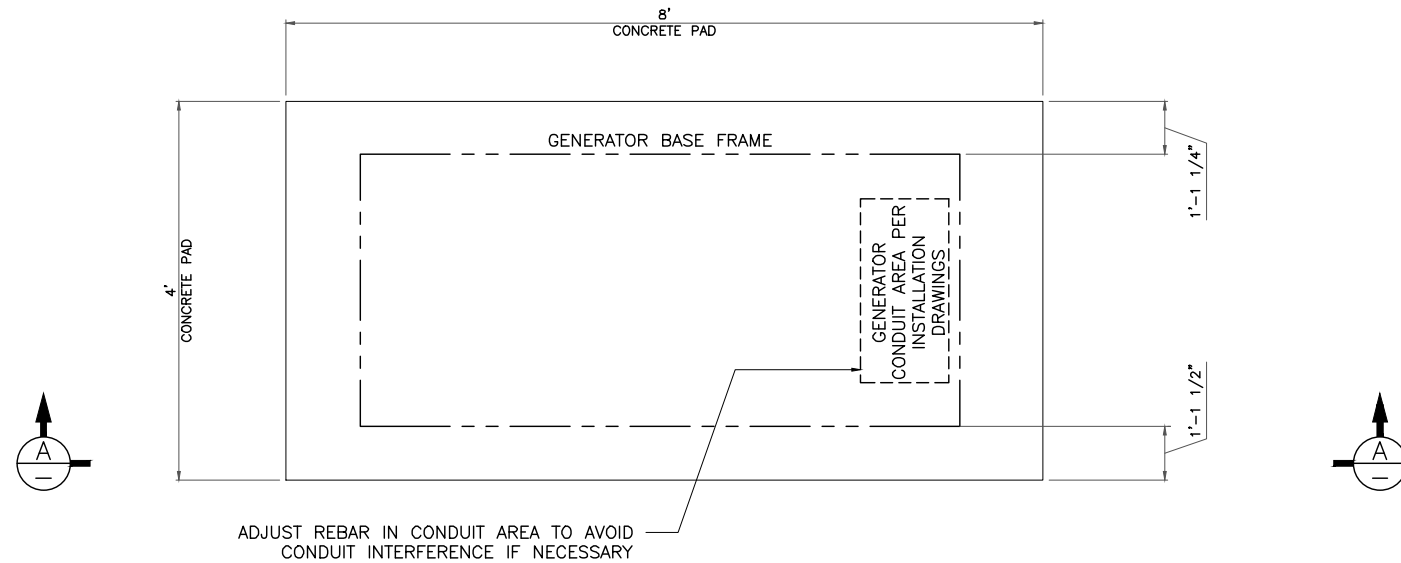 8'
CONCRETE PAD
GENERATOR BASE FRAME
1'-1 1/4"
4'
CONCRETE PAD
GENERATOR
CONDUIT AREA PER
INSTALLATION
DRAWINGS
1'-1 1/2"
A
—
A
—
ADJUST REBAR IN CONDUIT AREA TO AVOID
CONDUIT INTERFERENCE IF NECESSARY